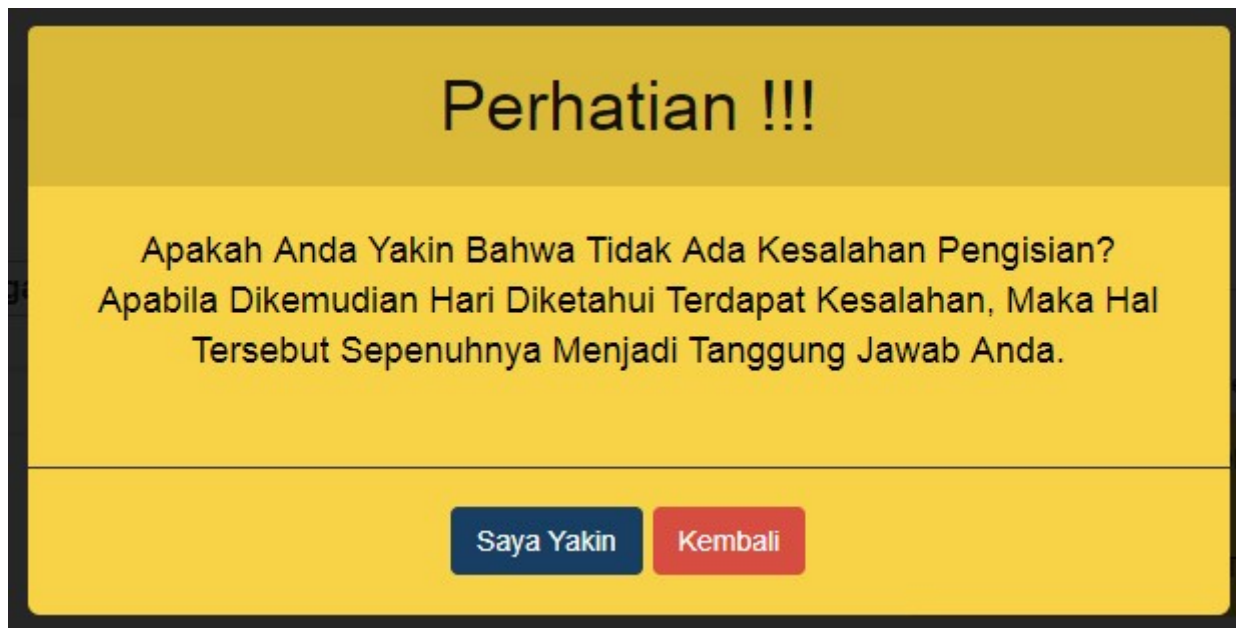 Perhatian !!!
Apakah Anda Yakin Bahwa Tidak Ada Kesalahan Pengisian?
Apabila Dikemudian Hari Diketahui Terdapat Kesalahan, Maka Hal
Tersebut Sepenuhnya Menjadi Tanggung Jawab Anda.
Saya Yakin
Kembali